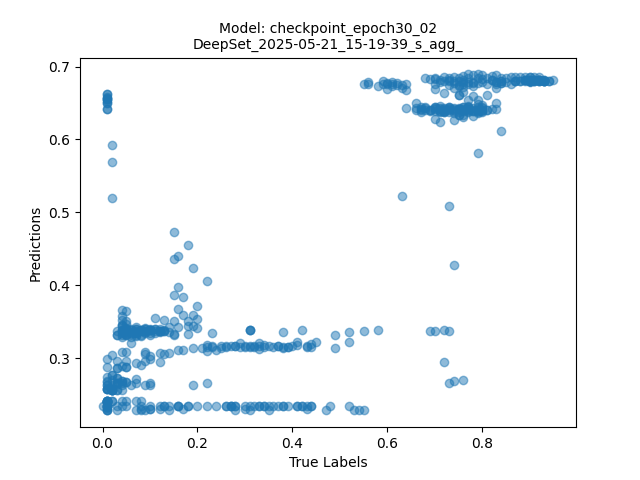 Model: checkpoint_epoch30_02
DeepSet_2025-05-21_15-19-39_s_agg_
0.7
0.6
0.5
0.4
0.3
Predictions
0.0 0.2 0.4 0.6 0.8
True Labels